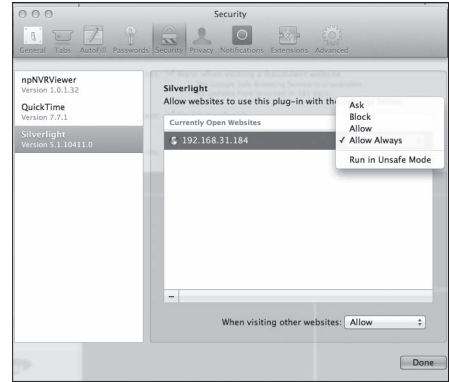 Security
General Tabs AutoFill Passwords Security Privacy Notifications Extensions Advanced
npNVRViewer
Version 1.0.1.32
QuickTime
Version 7.7.1
Silverlight
Version 5.1.10411.0
Silverlight
Allow websites to use this plug-in with the
Currently Open Websites
192.168.31.184
Ask
Block
Allow
✓ Allow Always
Run in Unsafe Mode
When visiting other websites: Allow
Done